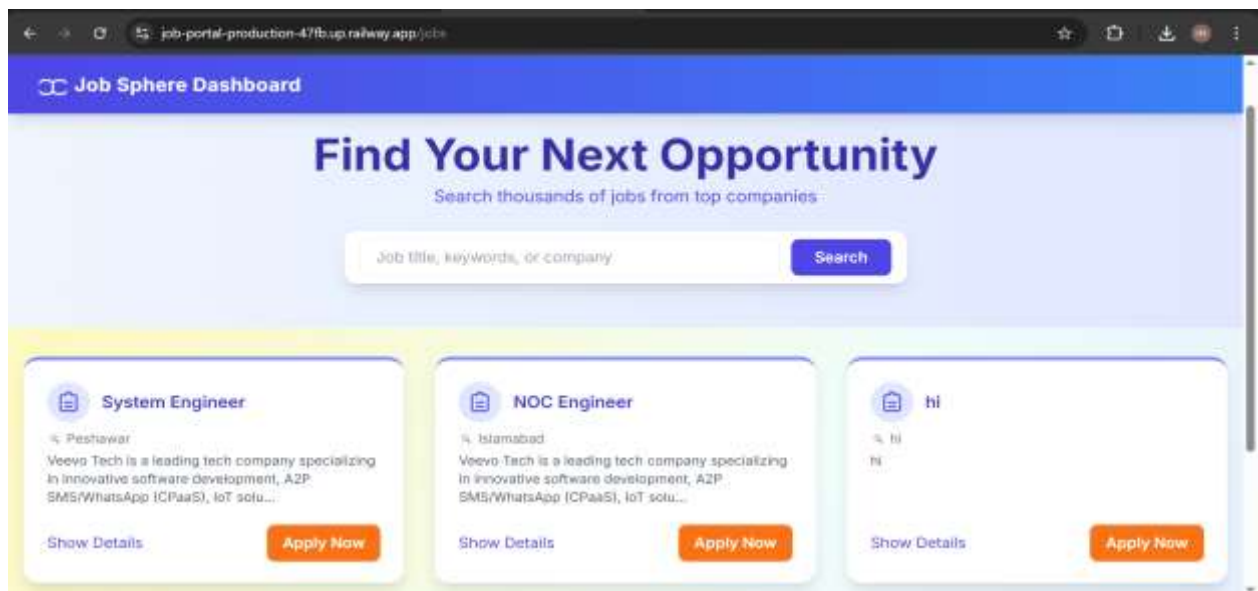 job-portal-production-47fb.up.railway.app/jobs
Job Sphere Dashboard
Find Your Next Opportunity
Search thousands of jobs from top companies
Job title, keywords, or company
Search
System Engineer
Peshawar
Veevo Tech is a leading tech company specializing
in innovative software development, A2P
SMS/WhatsApp (CPaaS), IoT solu...
Show Details
Apply Now
NOC Engineer
Islamabad
Veevo Tech is a leading tech company specializing
in innovative software development, A2P
SMS/WhatsApp (CPaaS), IoT solu...
Show Details
Apply Now
hi
hi
hi
Show Details
Apply Now